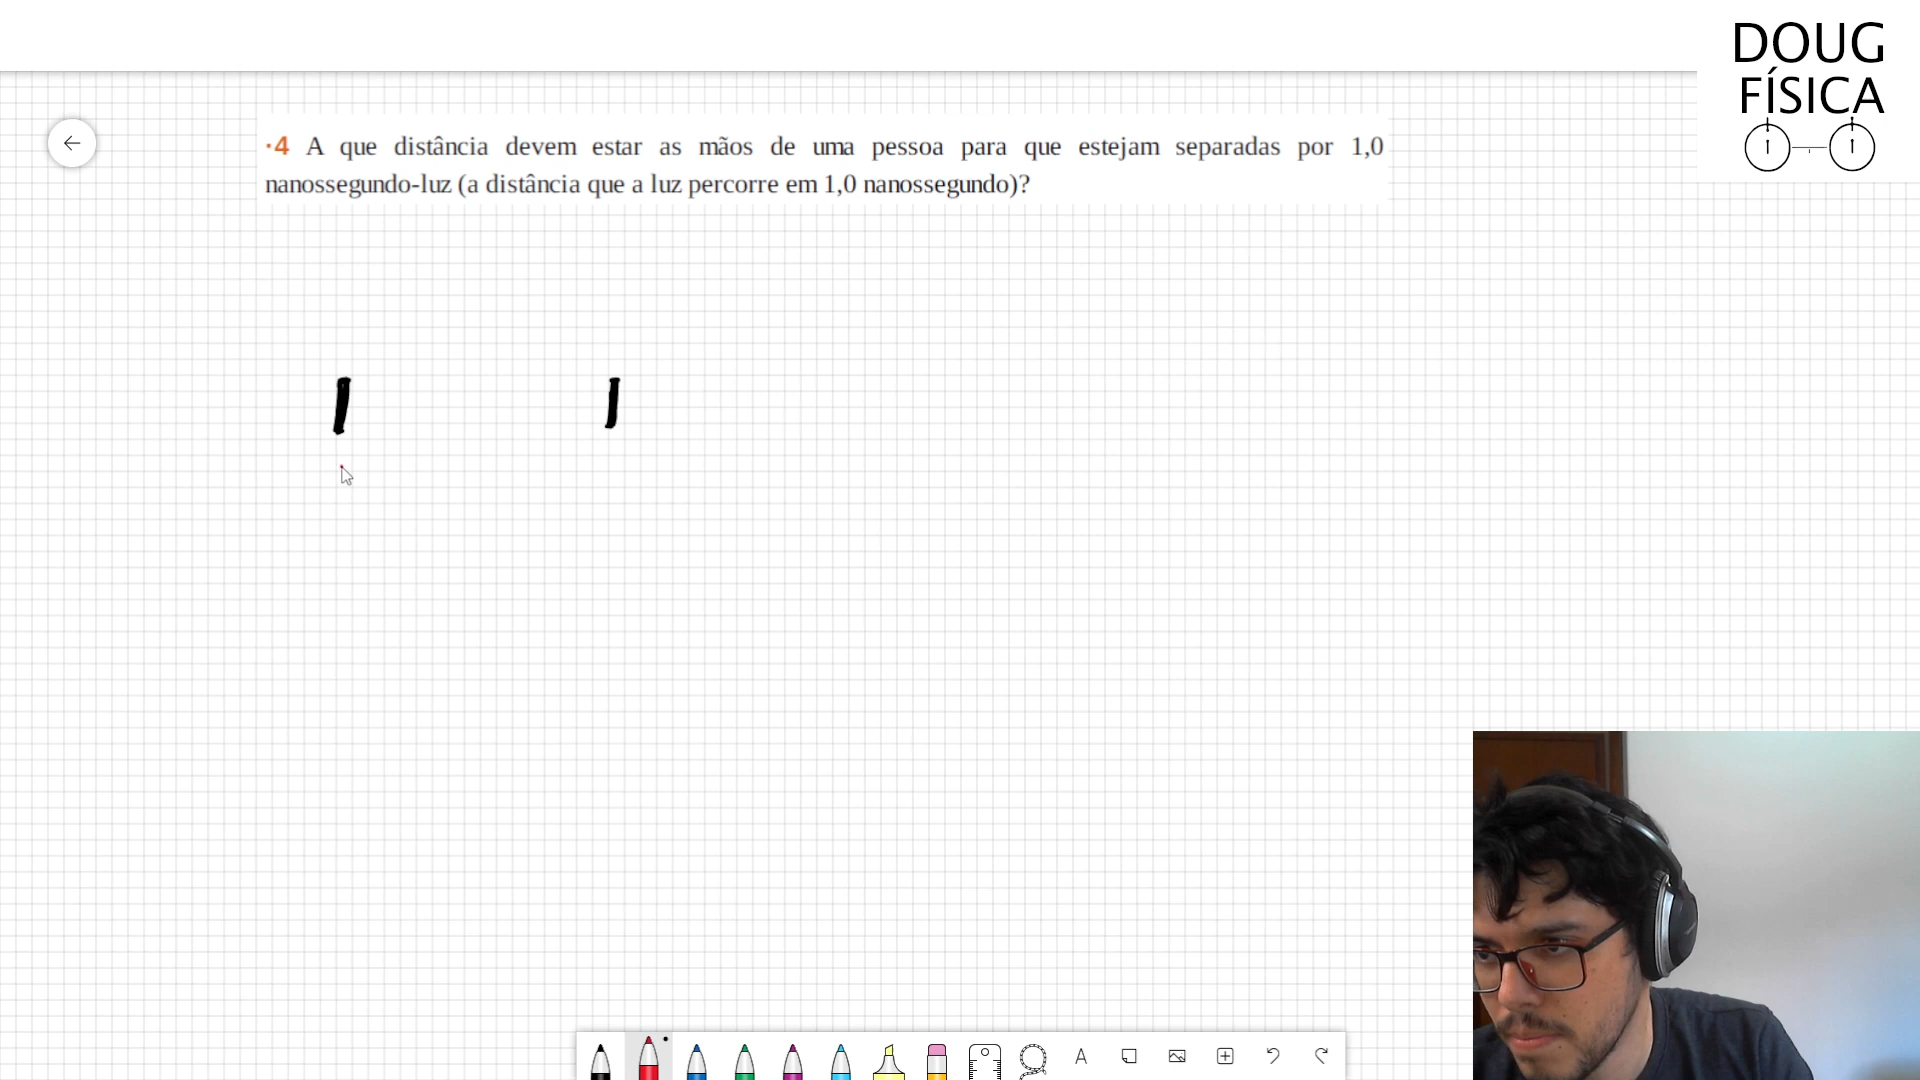 DOUG
FÍSICA
·4 A que distância devem estar as mãos de uma pessoa para que estejam separadas por 1,0
nanossegundo-luz (a distância que a luz percorre em 1,0 nanossegundo)?